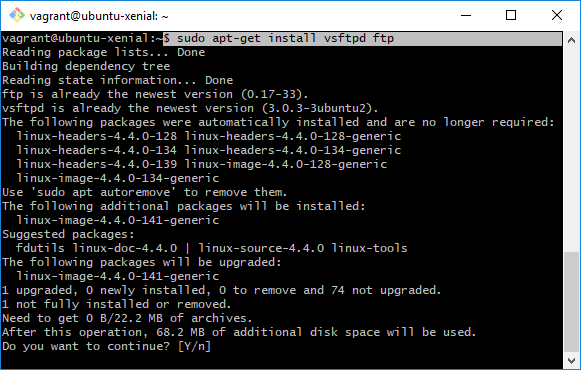 vagrant@ubuntu-xenial: ~
vagrant@ubuntu-xenial:~$ sudo apt-get install vsftpd ftp
Reading package lists... Done
Building dependency tree
Reading state information... Done
ftp is already the newest version (0.17-33).
vsftpd is already the newest version (3.0.3-3ubuntu2).
The following packages were automatically installed and are no longer required:
  linux-headers-4.4.0-128 linux-headers-4.4.0-128-generic
  linux-headers-4.4.0-134 linux-headers-4.4.0-134-generic
  linux-headers-4.4.0-139 linux-image-4.4.0-128-generic
  linux-image-4.4.0-134-generic
Use 'sudo apt autoremove' to remove them.
The following additional packages will be installed:
  linux-image-4.4.0-141-generic
Suggested packages:
  fdutils linux-doc-4.4.0 | linux-source-4.4.0 linux-tools
The following packages will be upgraded:
  linux-image-4.4.0-141-generic
1 upgraded, 0 newly installed, 0 to remove and 74 not upgraded.
1 not fully installed or removed.
Need to get 0 B/22.2 MB of archives.
After this operation, 68.2 MB of additional disk space will be used.
Do you want to continue? [Y/n]